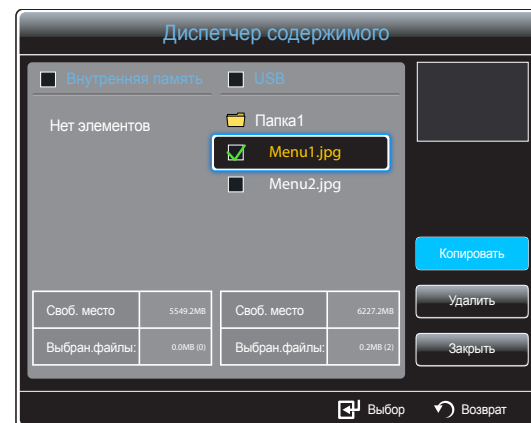 Диспетчер содержимого
Внутренняя память USB
Нет элементов
Папка1
Menu1.jpg
Menu2.jpg
Копировать
Удалить
Закрыть
Своб. место 5549.2MB
Выбран.файлы: 0.0MB (0)
Своб. место 6227.2MB
Выбран.файлы: 0.2MB (2)
Выбор Возврат